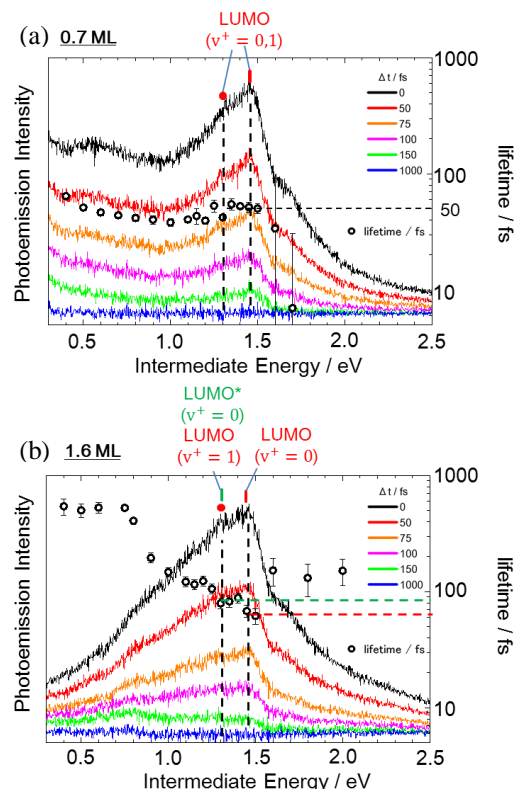 LUMO
(a) 0.7 ML (v⁺ = 0,1)
1000
Δt / fs
0
50
75
100
150
1000
100
50
lifetime / fs
10
Photoemission Intensity
lifetime / fs
0.5 1.0 1.5 2.0 2.5
Intermediate Energy / eV
LUMO*
(v⁺ = 0)
LUMO LUMO
(b) 1.6 ML (v⁺ = 1) (v⁺ = 0)
1000
Δt / fs
0
50
75
100
150
1000
100
lifetime / fs
10
Photoemission Intensity
lifetime / fs
0.5 1.0 1.5 2.0 2.5
Intermediate Energy / eV